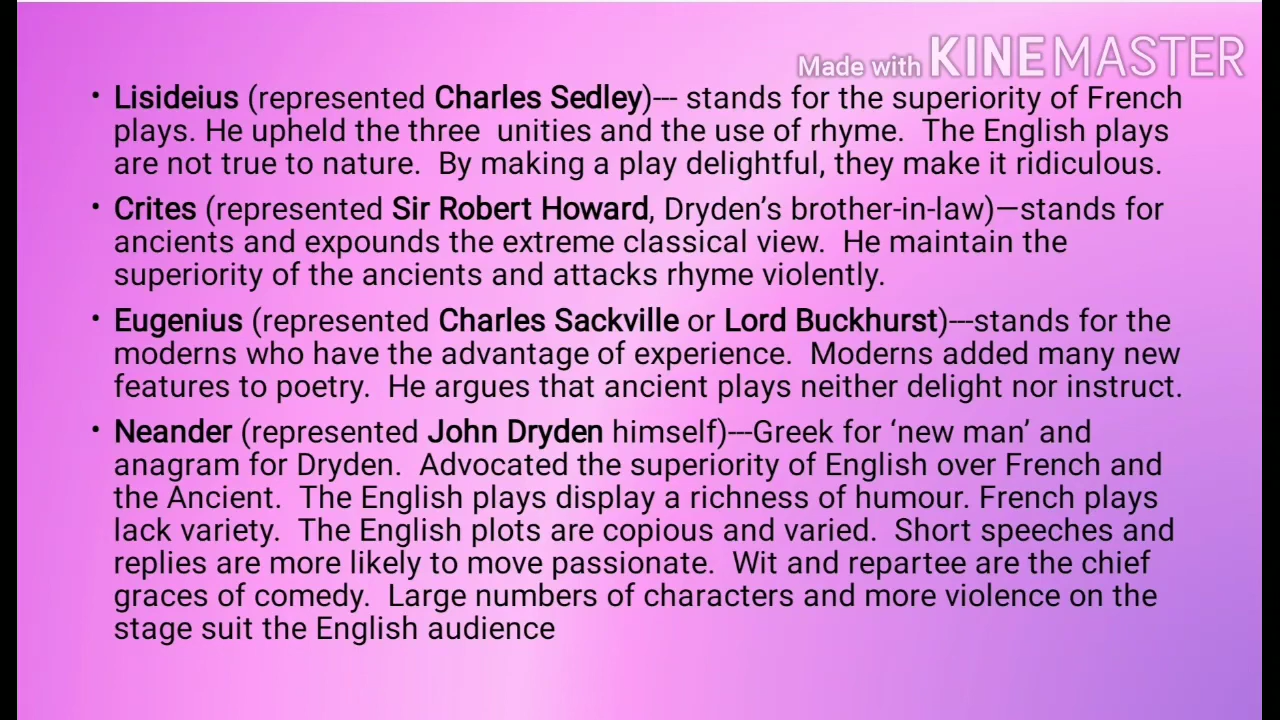 Made with KINEMASTER
• Lisideius (represented Charles Sedley)--- stands for the superiority of French
plays. He upheld the three  unities and the use of rhyme.  The English plays
are not true to nature.  By making a play delightful, they make it ridiculous.
• Crites (represented Sir Robert Howard, Dryden’s brother-in-law)—stands for
ancients and expounds the extreme classical view.  He maintain the
superiority of the ancients and attacks rhyme violently.
• Eugenius (represented Charles Sackville or Lord Buckhurst)---stands for the
moderns who have the advantage of experience.  Moderns added many new
features to poetry.  He argues that ancient plays neither delight nor instruct.
• Neander (represented John Dryden himself)---Greek for ‘new man’ and
anagram for Dryden.  Advocated the superiority of English over French and
the Ancient.  The English plays display a richness of humour. French plays
lack variety.  The English plots are copious and varied.  Short speeches and
replies are more likely to move passionate.  Wit and repartee are the chief
graces of comedy.  Large numbers of characters and more violence on the
stage suit the English audience